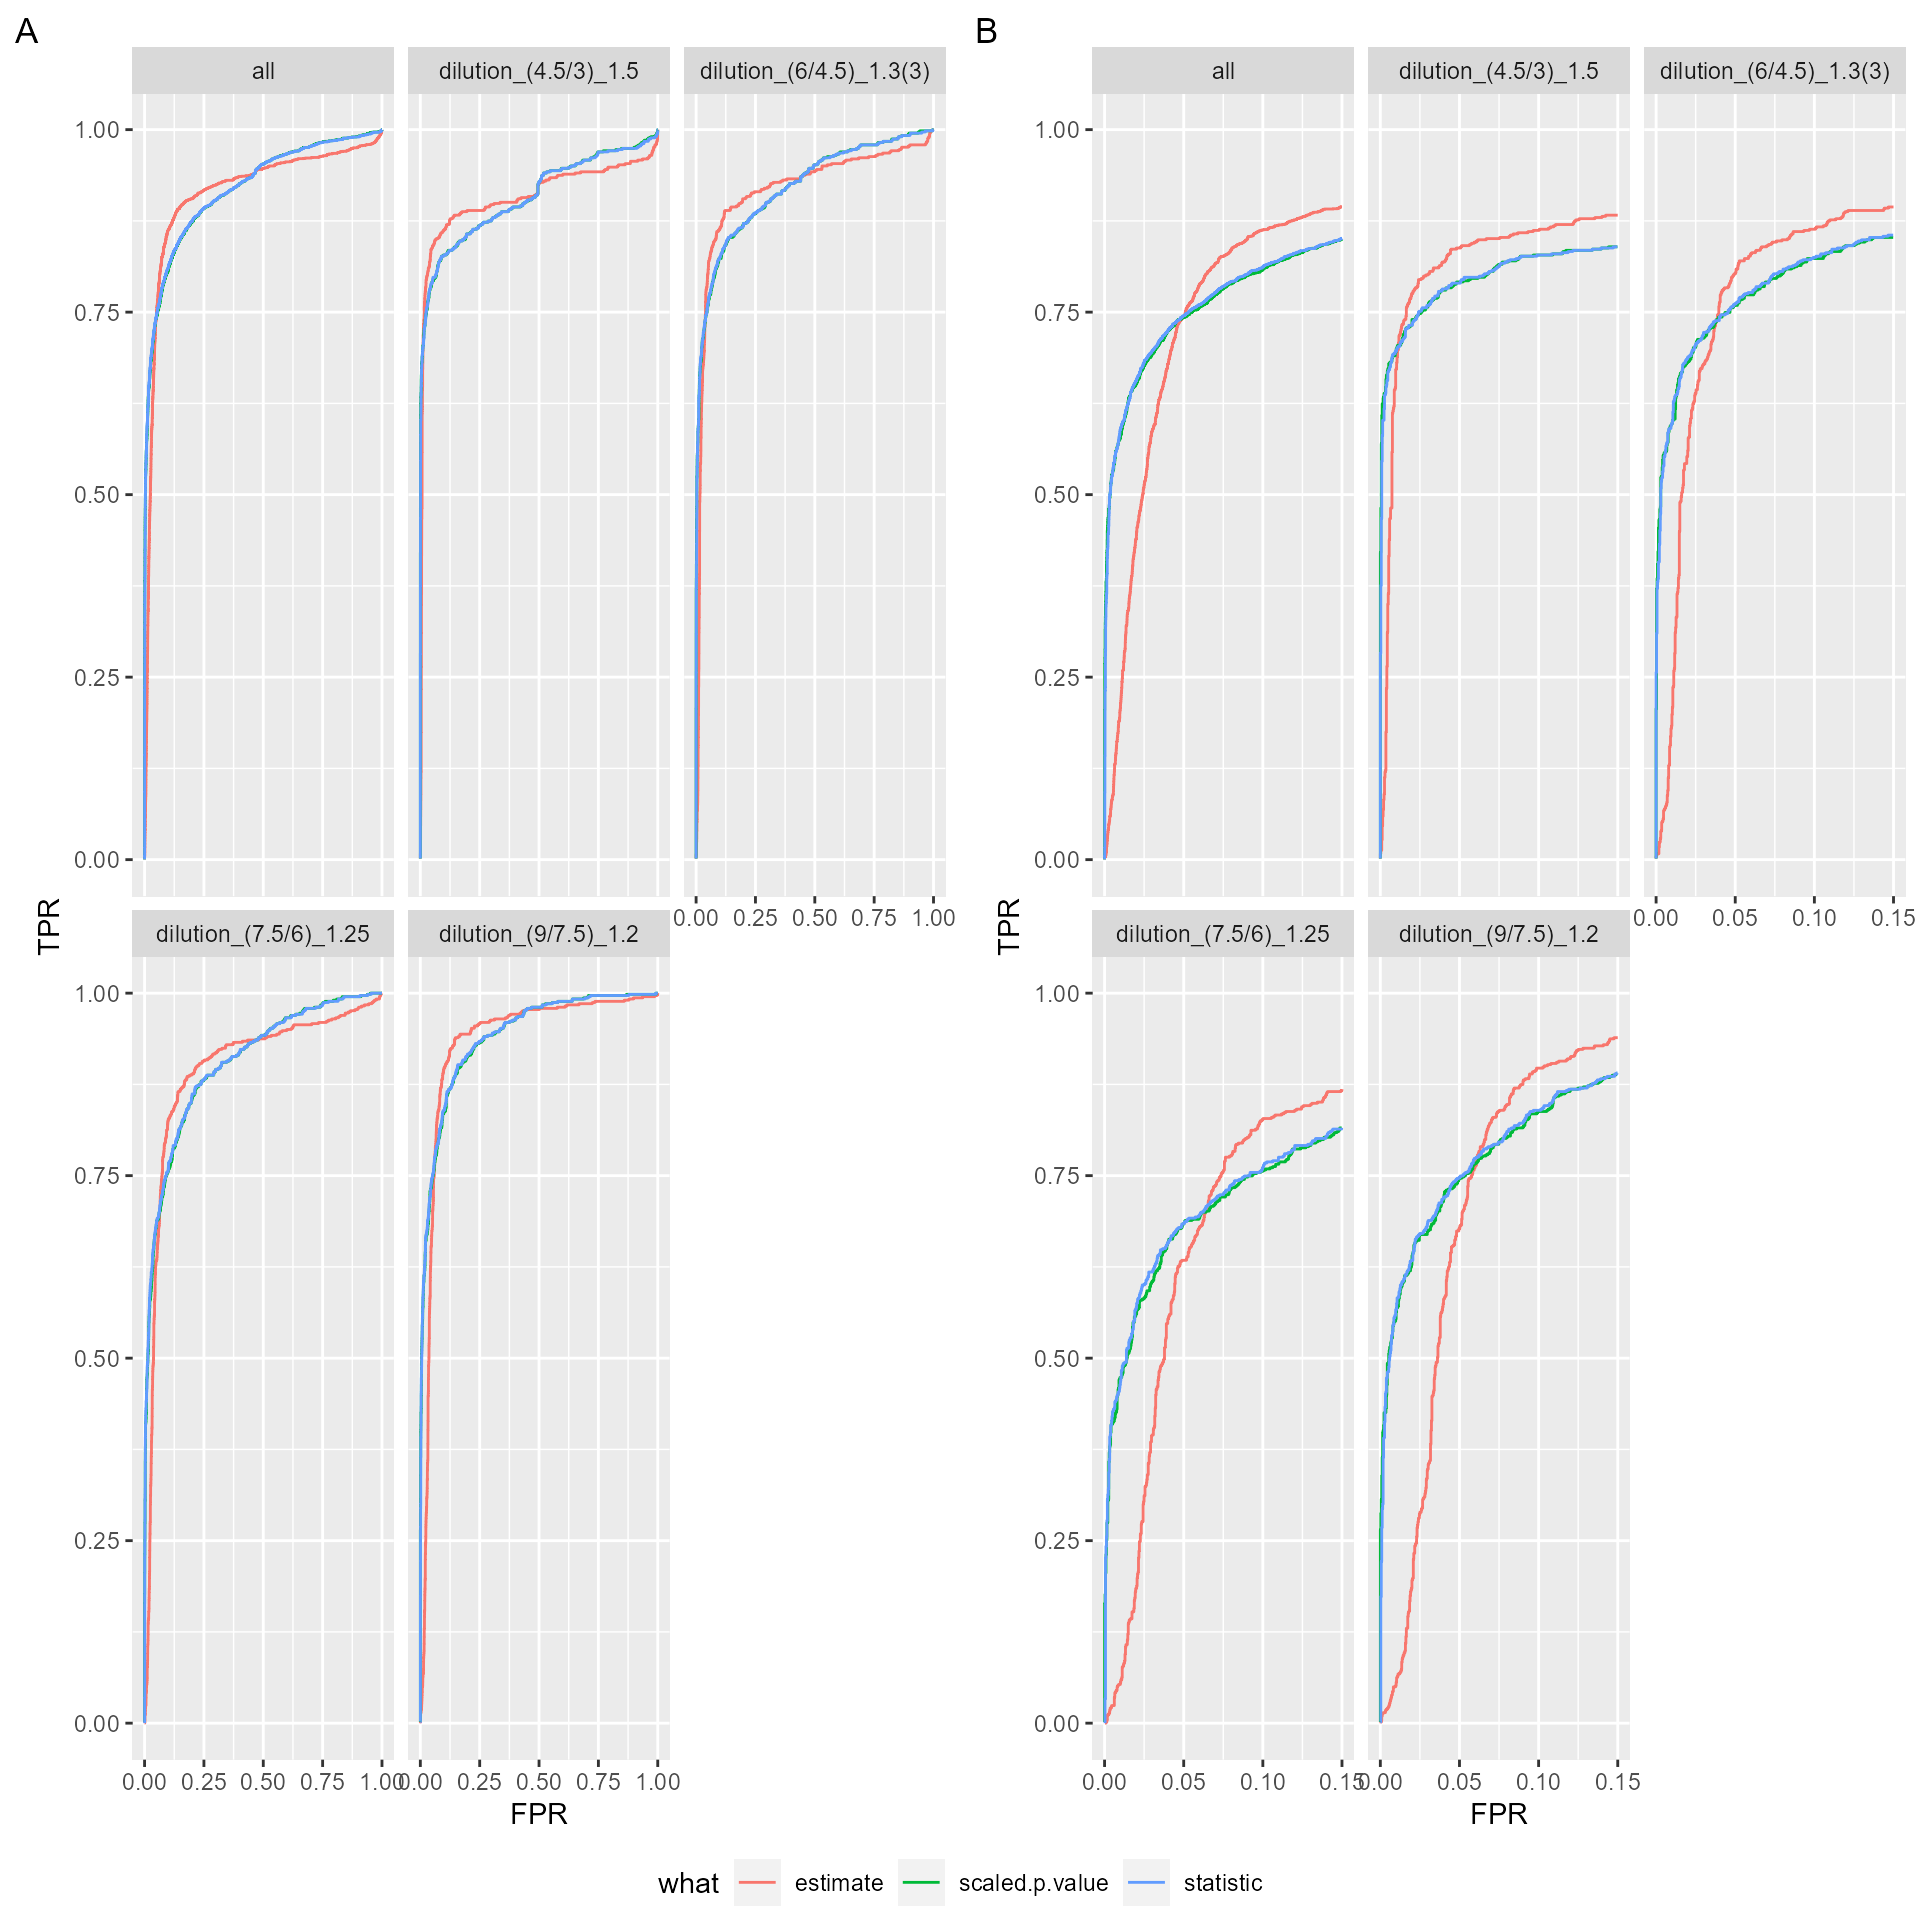 A
all
dilution_(4.5/3)_1.5
dilution_(6/4.5)_1.3(3)
1.00
0.75
0.50
0.25
0.00
0.00 0.25 0.50 0.75 1.00
TPR
dilution_(7.5/6)_1.25
dilution_(9/7.5)_1.2
1.00
0.75
0.50
0.25
0.00
0.00 0.25 0.50 0.75 1.00
0.00 0.25 0.50 0.75 1.00
FPR
B
all
dilution_(4.5/3)_1.5
dilution_(6/4.5)_1.3(3)
1.00
0.75
0.50
0.25
0.00
0.00 0.05 0.10 0.15
TPR
dilution_(7.5/6)_1.25
dilution_(9/7.5)_1.2
1.00
0.75
0.50
0.25
0.00
0.00 0.05 0.10 0.15
0.00 0.05 0.10 0.15
FPR
what estimate scaled.p.value statistic